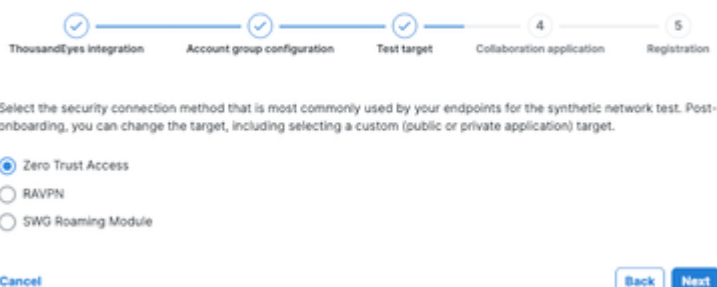 4 5
ThousandEyes integration Account group configuration Test target Collaboration application Registration
Select the security connection method that is most commonly used by your endpoints for the synthetic network test. Post-
onboarding, you can change the target, including selecting a custom (public or private application) target.
Zero Trust Access
RAVPN
SWG Roaming Module
Cancel Back Next